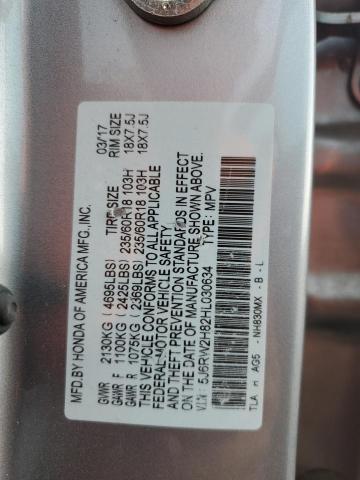 MFD.BY HONDA OF AMERICA MFG.,INC. 03/17
TIRE SIZE RIM SIZE
GVWR 2130KG (4695LBS)
GAWR F 1100KG (2425LBS) 235/60R18 103H 18X7.5J
GAWR R 1075KG (2369LBS) 235/60R18 103H 18X7.5J
THIS VEHICLE CONFORMS TO ALL APPLICABLE
FEDERAL MOTOR VEHICLE SAFETY
AND THEFT PREVENTION STANDARDS IN EFFECT
ON THE DATE OF MANUFACTURE SHOWN ABOVE.
V.I.N: 5J6RW2H82HL030634 TYPE: MPV
TLA AG5 - NH830MX - B - L